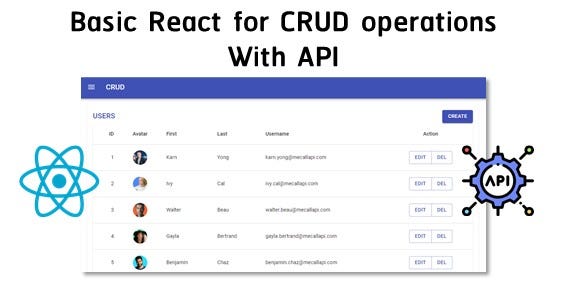 Basic React for CRUD operations
With API
CRUD
USERS
CREATE
ID Avatar First Last Username Action
1 Karn Yong karn.yong@mecallapi.com EDIT DEL
2 Ivy Cal ivy.cal@mecallapi.com EDIT DEL
3 Walter Beau walter.beau@mecallapi.com EDIT DEL
4 Gayla Bertrand gayla.bertrand@mecallapi.com EDIT DEL
5 Benjamin Chaz benjamin.chaz@mecallapi.com EDIT DEL
API